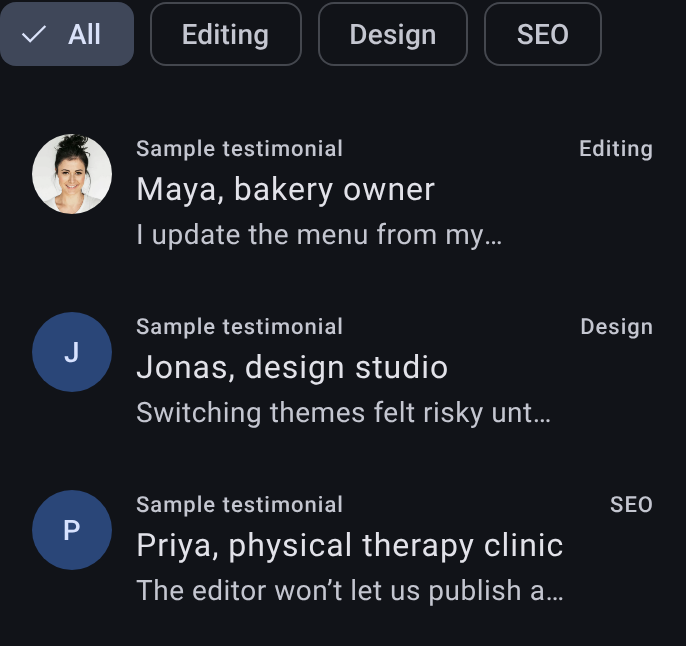 All Editing Design SEO
Sample testimonial Editing
Maya, bakery owner
I update the menu from my…
J
Sample testimonial Design
Jonas, design studio
Switching themes felt risky unt…
P
Sample testimonial SEO
Priya, physical therapy clinic
The editor won’t let us publish a…